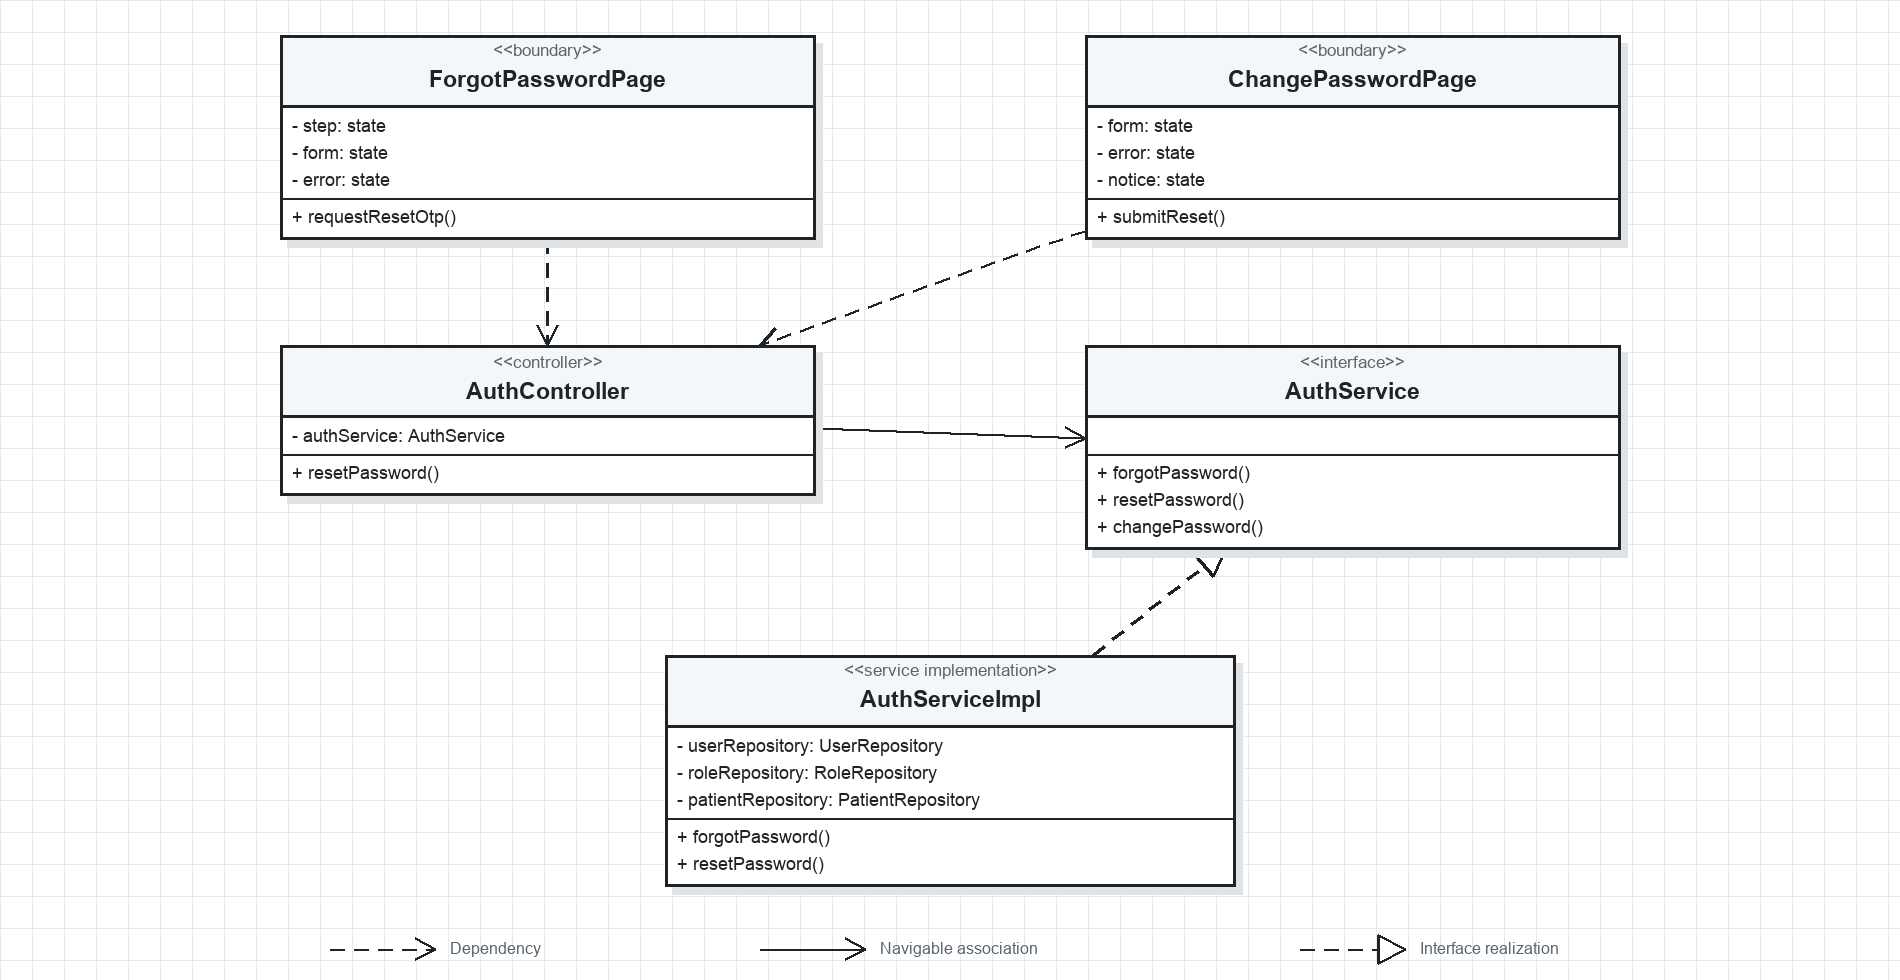 <<boundary>>
ForgotPasswordPage
- step: state
- form: state
- error: state
+ requestResetOtp()
<<boundary>>
ChangePasswordPage
- form: state
- error: state
- notice: state
+ submitReset()
<<controller>>
AuthController
- authService: AuthService
+ resetPassword()
<<interface>>
AuthService
+ forgotPassword()
+ resetPassword()
+ changePassword()
<<service implementation>>
AuthServiceImpl
- userRepository: UserRepository
- roleRepository: RoleRepository
- patientRepository: PatientRepository
+ forgotPassword()
+ resetPassword()
Dependency
Navigable association
Interface realization